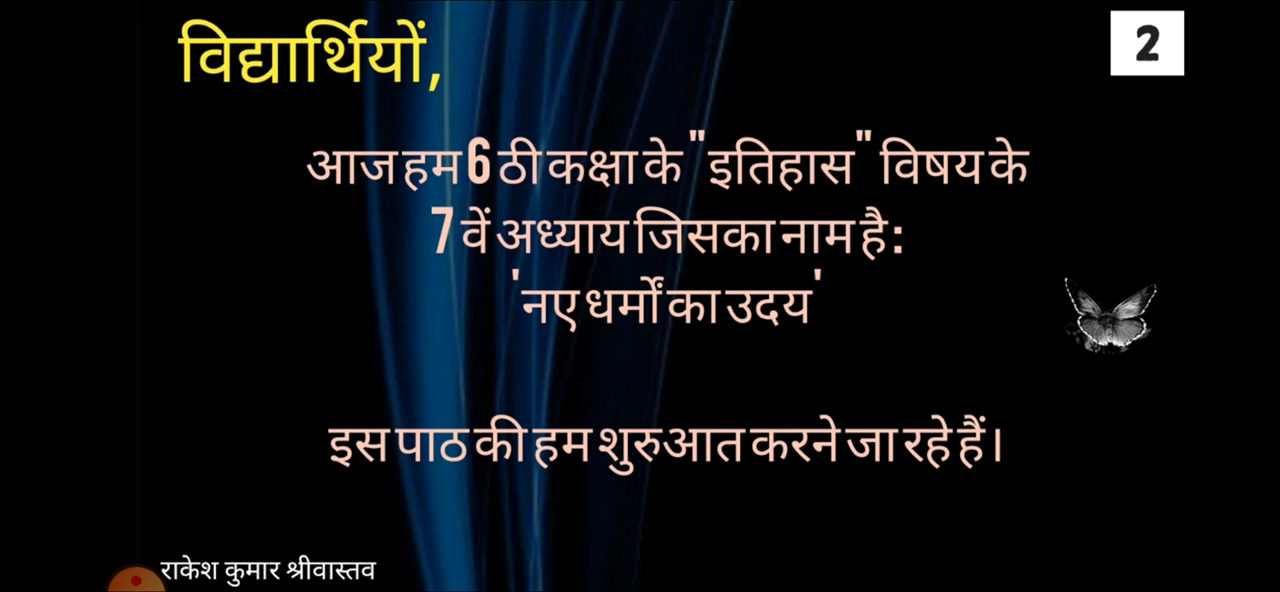 विद्यार्थियों,
2
आज हम 6 ठी कक्षा के "इतिहास" विषय के
7 वें अध्याय जिसका नाम है:
'नए धर्मों का उदय'
इस पाठ की हम शुरुआत करने जा रहे हैं।
राकेश कुमार श्रीवास्तव